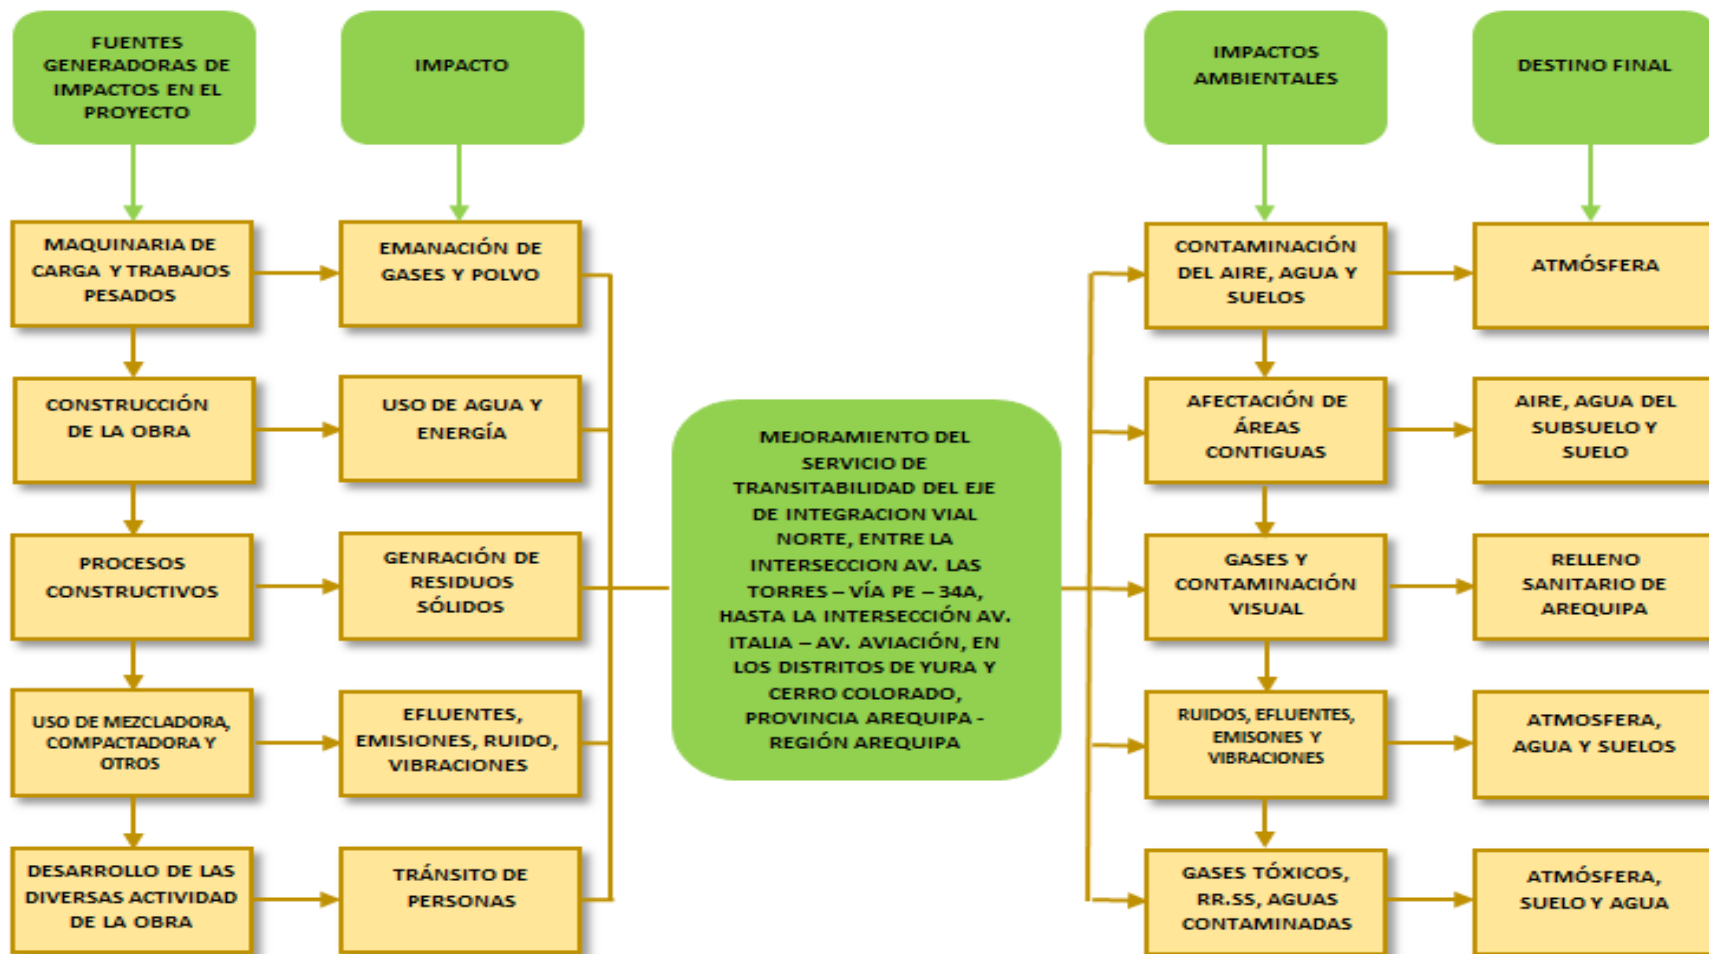 FUENTES
GENERADORAS DE
IMPACTOS EN EL
PROYECTO
IMPACTO
IMPACTOS
AMBIENTALES
DESTINO FINAL
MAQUINARIA DE
CARGA Y TRABAJOS
PESADOS
EMANACIÓN DE
GASES Y POLVO
CONTAMINACIÓN
DEL AIRE, AGUA Y
SUELOS
ATMÓSFERA
CONSTRUCCIÓN
DE LA OBRA
USO DE AGUA Y
ENERGÍA
AFECTACIÓN DE
ÁREAS
CONTIGUAS
AIRE, AGUA DEL
SUBSUELO Y
SUELO
PROCESOS
CONSTRUCTIVOS
GENRACIÓN DE
RESIDUOS
SÓLIDOS
MEJORAMIENTO DEL
SERVICIO DE
TRANSITABILIDAD DEL EJE
DE INTEGRACION VIAL
NORTE, ENTRE LA
INTERSECCION AV. LAS
TORRES – VÍA PE – 34A,
HASTA LA INTERSECCIÓN AV.
ITALIA – AV. AVIACIÓN, EN
LOS DISTRITOS DE YURA Y
CERRO COLORADO,
PROVINCIA AREQUIPA -
REGIÓN AREQUIPA
GASES Y
CONTAMINACIÓN
VISUAL
RELLENO
SANITARIO DE
AREQUIPA
USO DE MEZCLADORA,
COMPACTADORA Y
OTROS
EFLUENTES,
EMISIONES, RUIDO,
VIBRACIONES
RUIDOS, EFLUENTES,
EMISONES Y
VIBRACIONES
ATMOSFERA,
AGUA Y SUELOS
DESARROLLO DE LAS
DIVERSAS ACTIVIDAD
DE LA OBRA
TRÁNSITO DE
PERSONAS
GASES TÓXICOS,
RR.SS, AGUAS
CONTAMINADAS
ATMÓSFERA,
SUELO Y AGUA